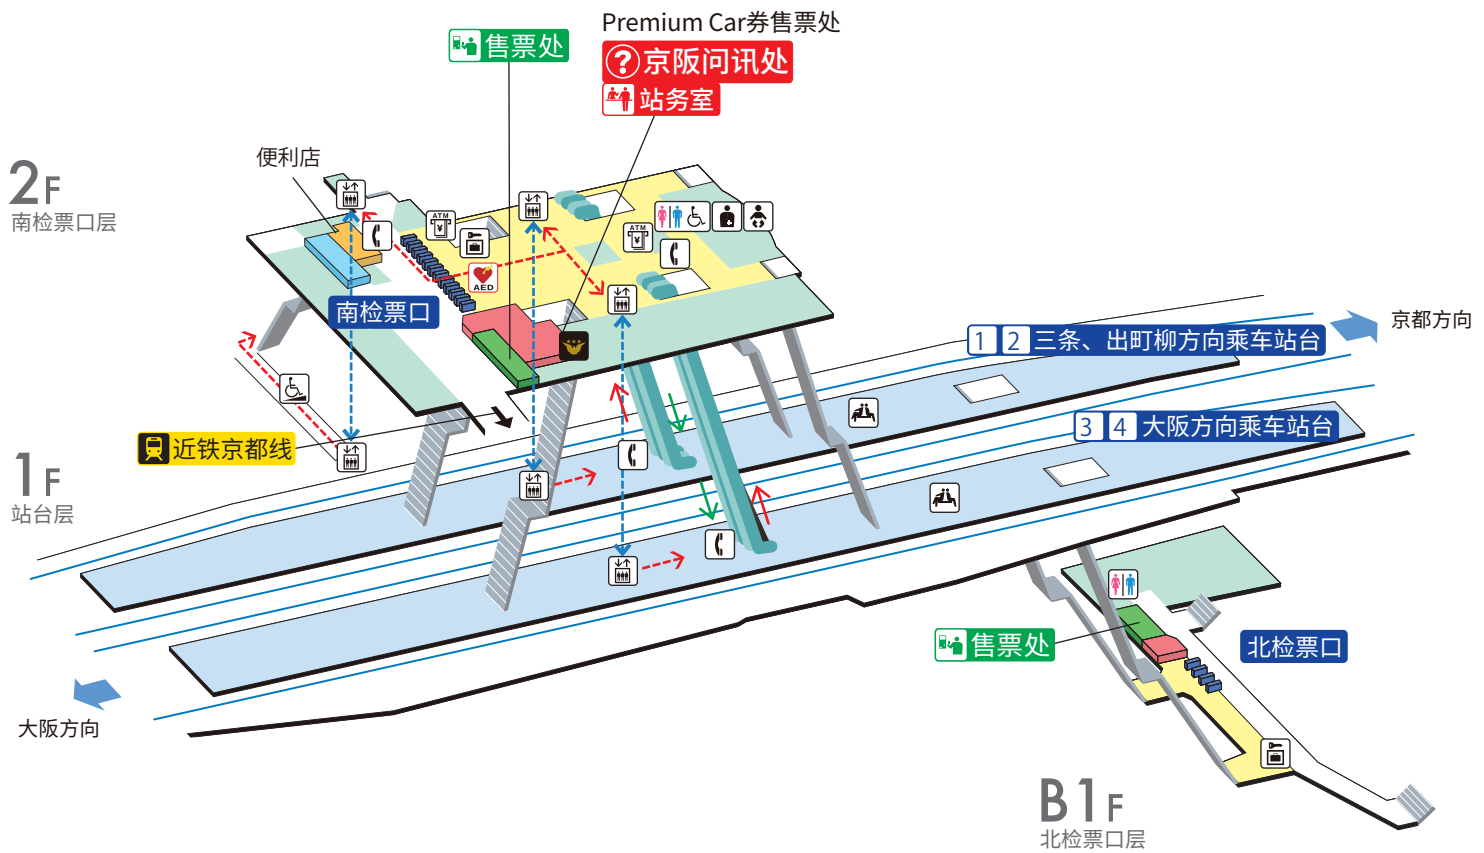 Premium Car券售票处
售票处
?京阪问讯处
站务室
便利店
2F
南检票口层
ATM
¥
ATM
¥
AED
南检票口
京都方向
1 2 三条、出町柳方向乘车站台
3 4 大阪方向乘车站台
近铁京都线
1F
站台层
售票处
北检票口
大阪方向
B1F
北检票口层